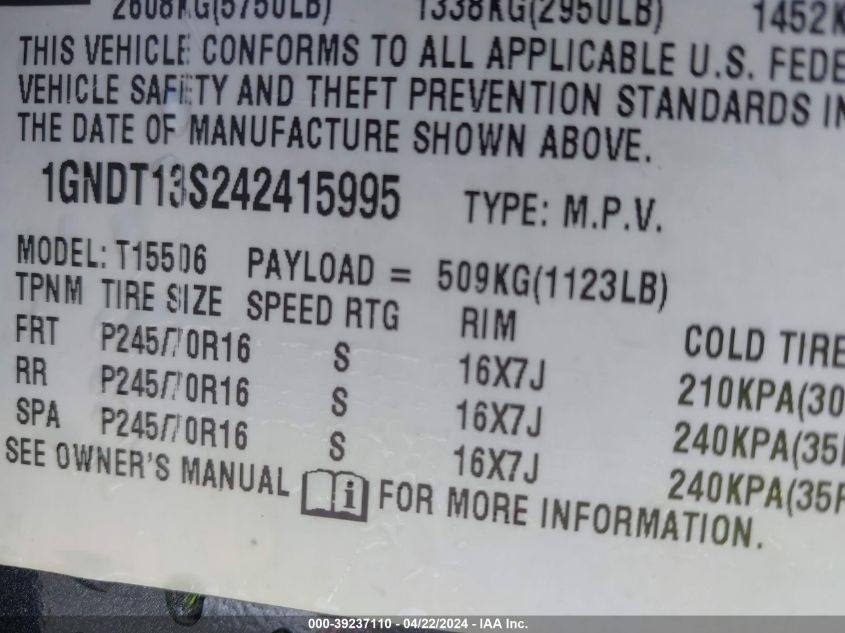 2608KG(5750LB) 1338KG(2950LB) 1452K
THIS VEHICLE CONFORMS TO ALL APPLICABLE U.S. FEDE
VEHICLE SAFETY AND THEFT PREVENTION STANDARDS IN
THE DATE OF MANUFACTURE SHOWN ABOVE.
1GNDT13S242415995 TYPE: M.P.V.
MODEL: T15506 PAYLOAD = 509KG(1123LB)
TPNM TIRE SIZE SPEED RTG RIM COLD TIRE
FRT P245/70R16 S 16X7J 210KPA(30
RR P245/70R16 S 16X7J 240KPA(35
SPA P245/70R16 S 16X7J 240KPA(35P
SEE OWNER'S MANUAL i FOR MORE INFORMATION.
000-39237110 - 04/22/2024 - IAA Inc.